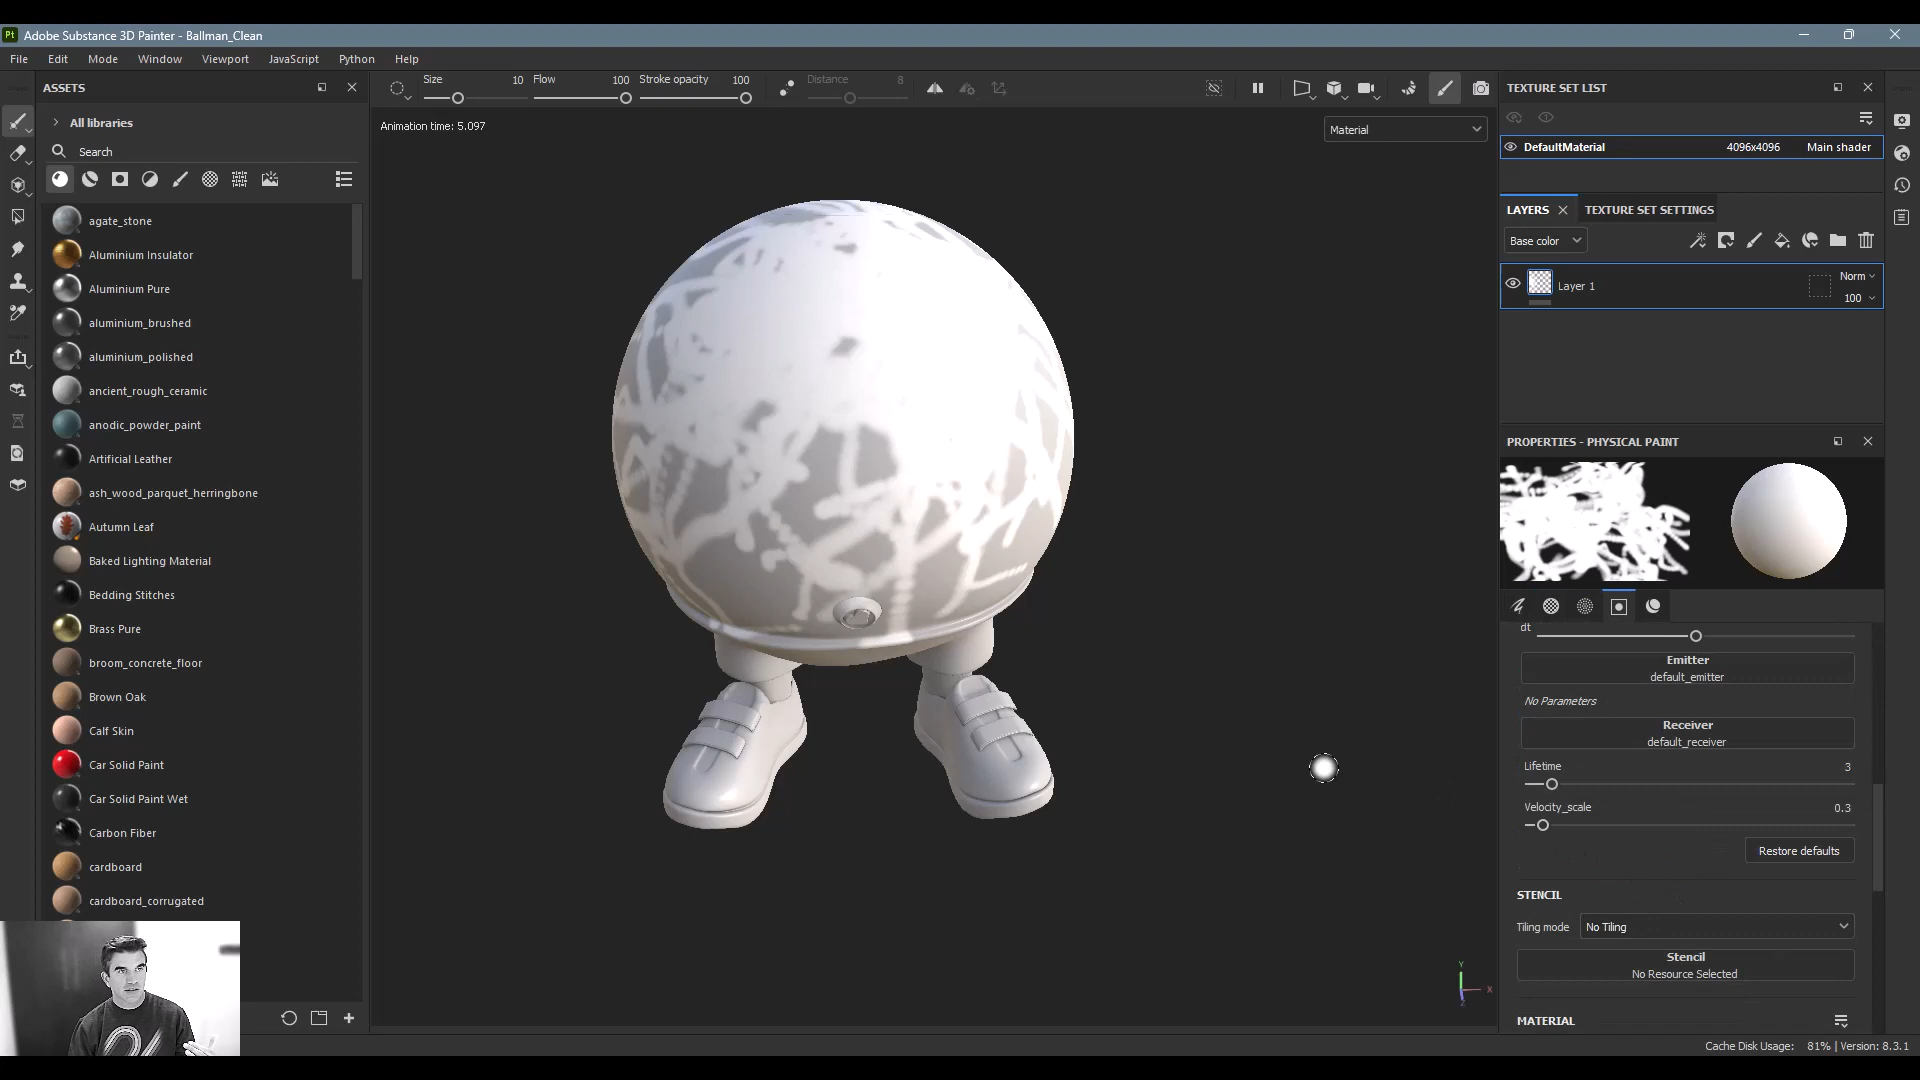 Pt Adobe Substance 3D Painter - Ballman_Clean
File Edit Mode Window Viewport JavaScript Python Help
ASSETS
All libraries
Search
agate_stone
Aluminium Insulator
Aluminium Pure
aluminium_brushed
aluminium_polished
ancient_rough_ceramic
anodic_powder_paint
Artificial Leather
ash_wood_parquet_herringbone
Autumn Leaf
Baked Lighting Material
Bedding Stitches
Brass Pure
broom_concrete_floor
Brown Oak
Calf Skin
Car Solid Paint
Car Solid Paint Wet
Carbon Fiber
cardboard
cardboard_corrugated
Size 10 Flow 100 Stroke opacity 100 Distance 8
Animation time: 5.097
Material
Y
X
Z
TEXTURE SET LIST
DefaultMaterial 4096x4096 Main shader
LAYERS TEXTURE SET SETTINGS
Base color
Layer 1 Norm
100
PROPERTIES - PHYSICAL PAINT
dt
Emitter
default_emitter
No Parameters
Receiver
default_receiver
Lifetime 3
Velocity_scale 0.3
Restore defaults
STENCIL
Tiling mode No Tiling
Stencil
No Resource Selected
MATERIAL
Cache Disk Usage: 81% | Version: 8.3.1